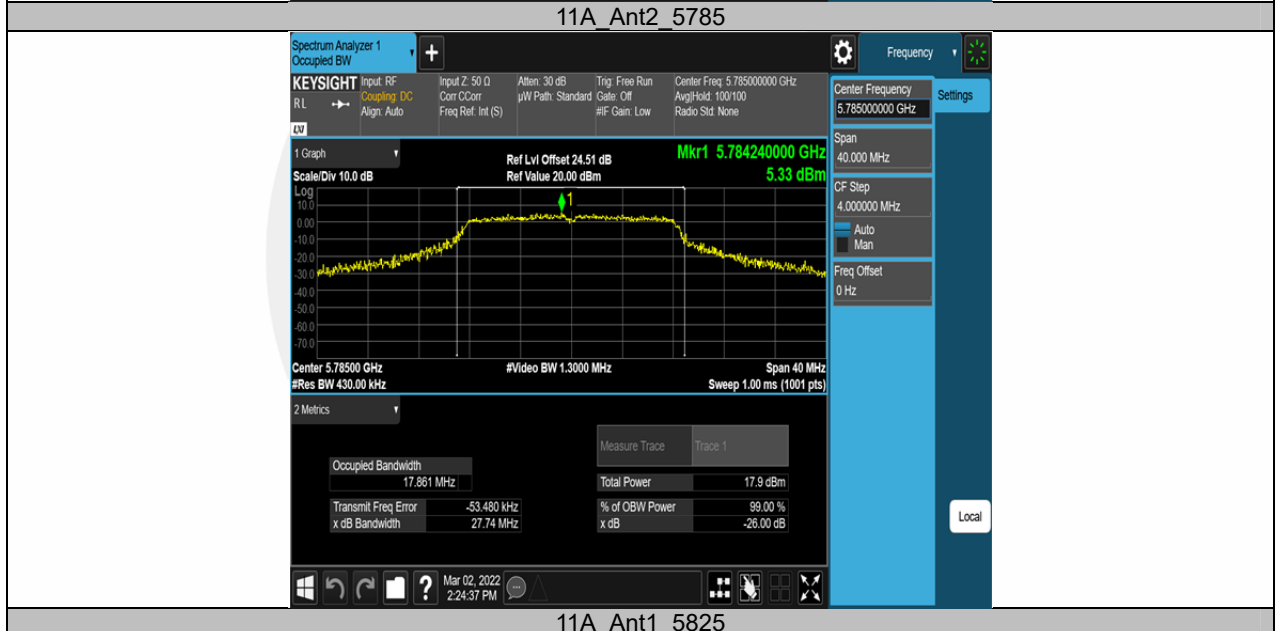 11A_Ant2_5785
Spectrum Analyzer 1
Occupied BW
+
Frequency
KEYSIGHT
RL
LXI
Input: RF
Coupling: DC
Align: Auto
Input Z: 50 Ω
Corr CCorr
Freq Ref: Int (S)
Atten: 30 dB
µW Path: Standard
Trig: Free Run
Gate: Off
#IF Gain: Low
Center Freq: 5.785000000 GHz
Avg|Hold: 100/100
Radio Std: None
Center Frequency
5.785000000 GHz
Settings
Span
40.000 MHz
CF Step
4.000000 MHz
Auto
Man
Freq Offset
0 Hz
1 Graph
Scale/Div 10.0 dB
Ref Lvl Offset 24.51 dB
Ref Value 20.00 dBm
Mkr1 5.784240000 GHz
5.33 dBm
Log
1
10.0
0.00
-10.0
-20.0
-30.0
-40.0
-50.0
-60.0
-70.0
Center 5.78500 GHz
#Video BW 1.3000 MHz
Span 40 MHz
#Res BW 430.00 kHz
Sweep 1.00 ms (1001 pts)
2 Metrics
Measure Trace Trace 1
Occupied Bandwidth
17.861 MHz
Total Power 17.9 dBm
Transmit Freq Error -53.480 kHz
% of OBW Power 99.00 %
x dB Bandwidth 27.74 MHz
x dB -26.00 dB
Local
?
Mar 02, 2022
2:24:37 PM
11A_Ant1_5825